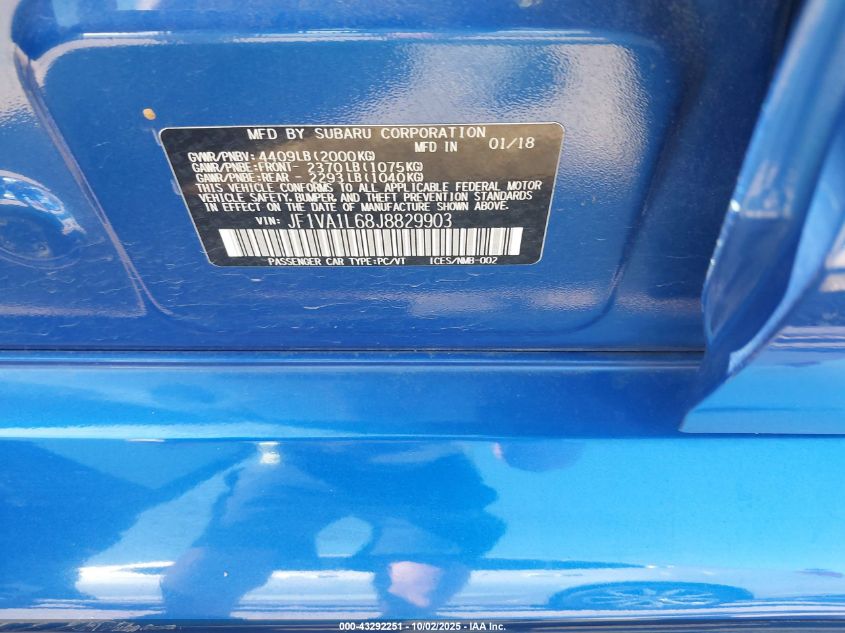 MFD BY SUBARU CORPORATION
MFD IN 01/18
GVWR/PNBV: 4409LB(2000KG)
GAWR/PNBE:FRONT- 2370LB(1075KG)
GAWR/PNBE:REAR - 2293LB(1040KG)
THIS VEHICLE CONFORMS TO ALL APPLICABLE FEDERAL MOTOR
VEHICLE SAFETY, BUMPER, AND THEFT PREVENTION STANDARDS
IN EFFECT ON THE DATE OF MANUFACTURE SHOWN ABOVE.
VIN: JF1VA1L68J8829903
PASSENGER CAR TYPE:PC/VT ICES/NMB-002
000-43292251 - 10/02/2025 - IAA Inc.